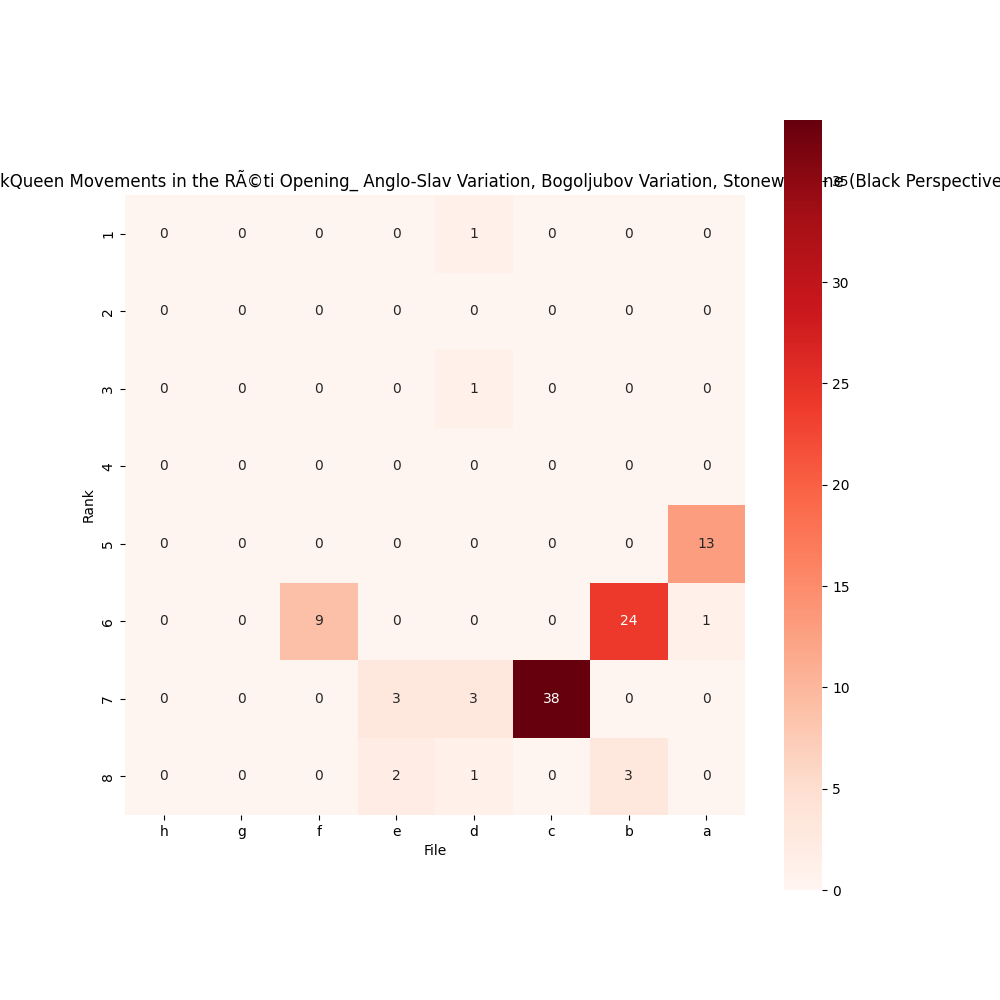 kQueen Movements in the RÃ©ti Opening_ Anglo-Slav Variation, Bogoljubov Variation, Stonew ne (Black Perspective
1 0 0 0 0 1 0 0 0
2 0 0 0 0 0 0 0 0
3 0 0 0 0 1 0 0 0
4 0 0 0 0 0 0 0 0
5 0 0 0 0 0 0 0 13
6 0 0 9 0 0 0 24 1
7 0 0 0 3 3 38 0 0
8 0 0 0 2 1 0 3 0
h g f e d c b a
File
Rank
35
30
25
20
15
10
5
0